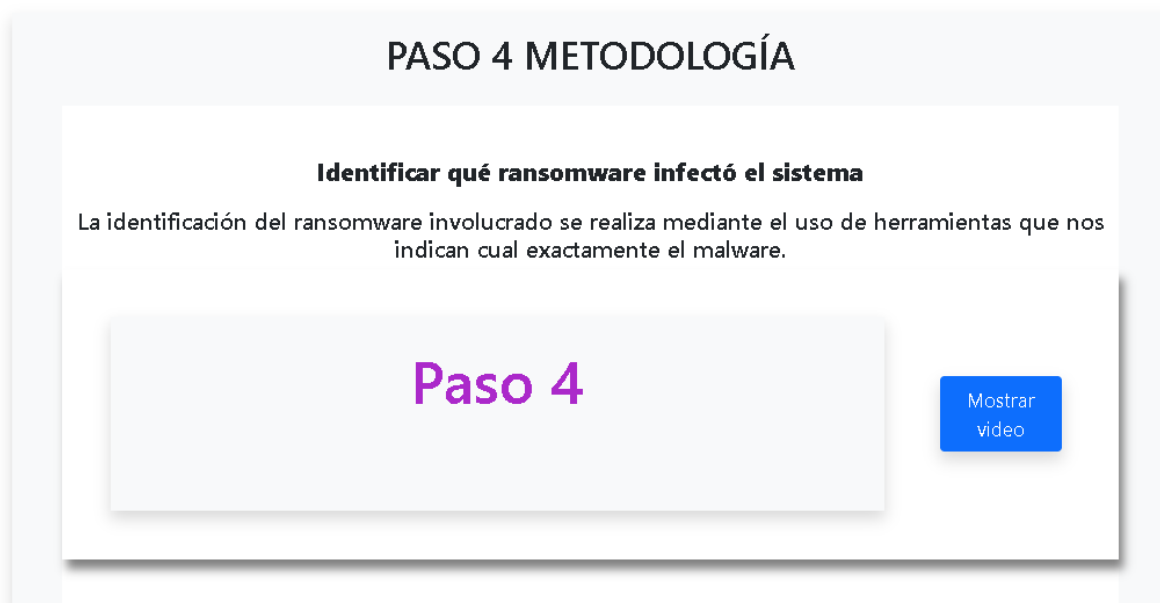 PASO 4 METODOLOGÍA
Identificar qué ransomware infectó el sistema
La identificación del ransomware involucrado se realiza mediante el uso de herramientas que nos
indican cual exactamente el malware.
Paso 4
Mostrar
video